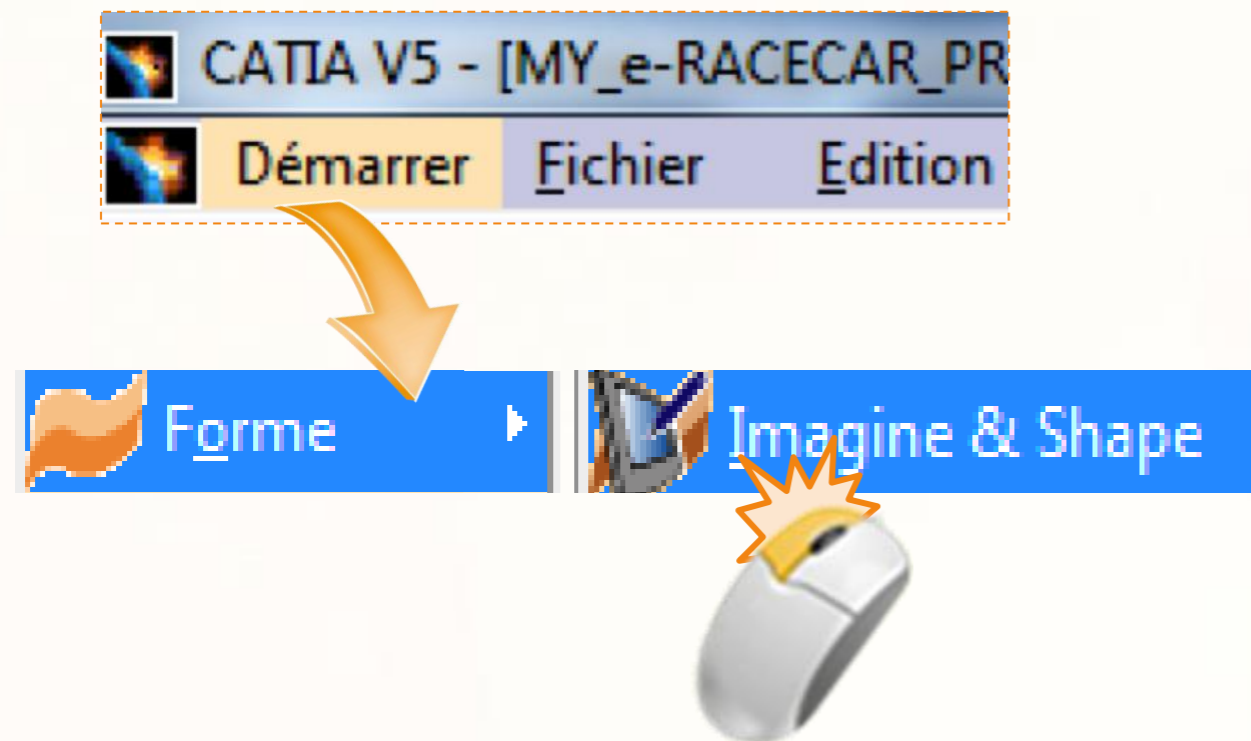 CATIA V5 - [MY_e-RACECAR_PR
Démarrer Fichier Edition
Forme Imagine & Shape